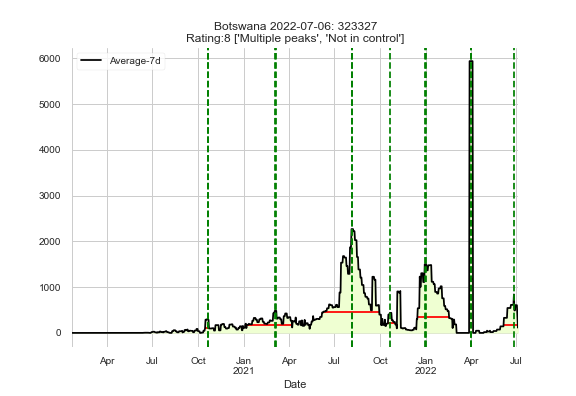 Botswana 2022-07-06: 323327
Rating:8 ['Multiple peaks', 'Not in control']
Average-7d
6000
5000
4000
3000
2000
1000
0
Apr Jul Oct Jan Apr Jul Oct Jan Apr Jul
2021 2022
Date